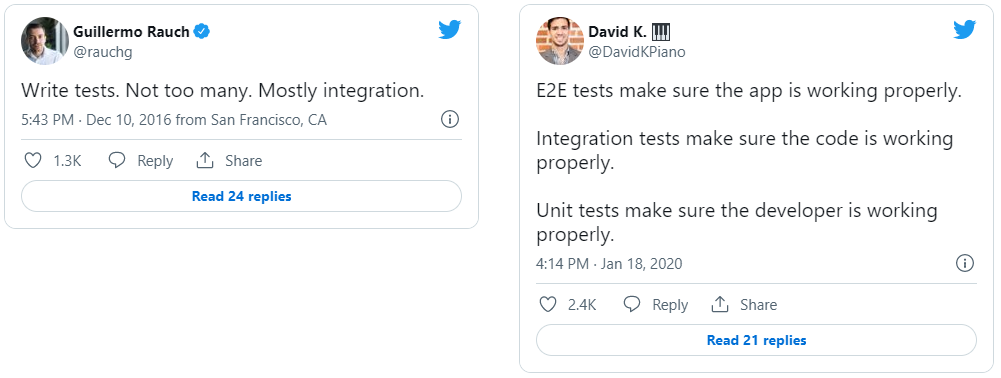 Guillermo Rauch
@rauchg
Write tests. Not too many. Mostly integration.
5:43 PM · Dec 10, 2016 from San Francisco, CA
1.3K Reply Share
Read 24 replies
David K. 🎹
@DavidKPiano
E2E tests make sure the app is working properly.
Integration tests make sure the code is working
properly.
Unit tests make sure the developer is working
properly.
4:14 PM · Jan 18, 2020
2.4K Reply Share
Read 21 replies